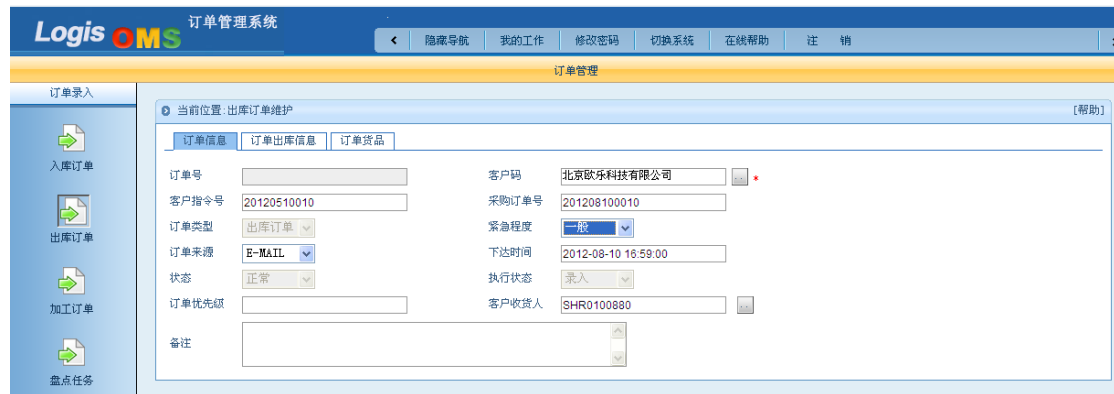 Logis OMS 订单管理系统
隐藏导航 我的工作 修改密码 切换系统 在线帮助 注 销
订单管理
订单录入
当前位置:出库订单维护 [帮助]
订单信息 订单出库信息 订单货品
入库订单
出库订单
加工订单
盘点任务
订单号 客户码 北京欧乐科技有限公司 .. *
客户指令号 20120510010 采购订单号 201208100010
订单类型 出库订单 紧急程度 一般
订单来源 E-MAIL 下达时间 2012-08-10 16:59:00
状态 正常 执行状态 录入
订单优先级 客户收货人 SHR0100880 ..
备注